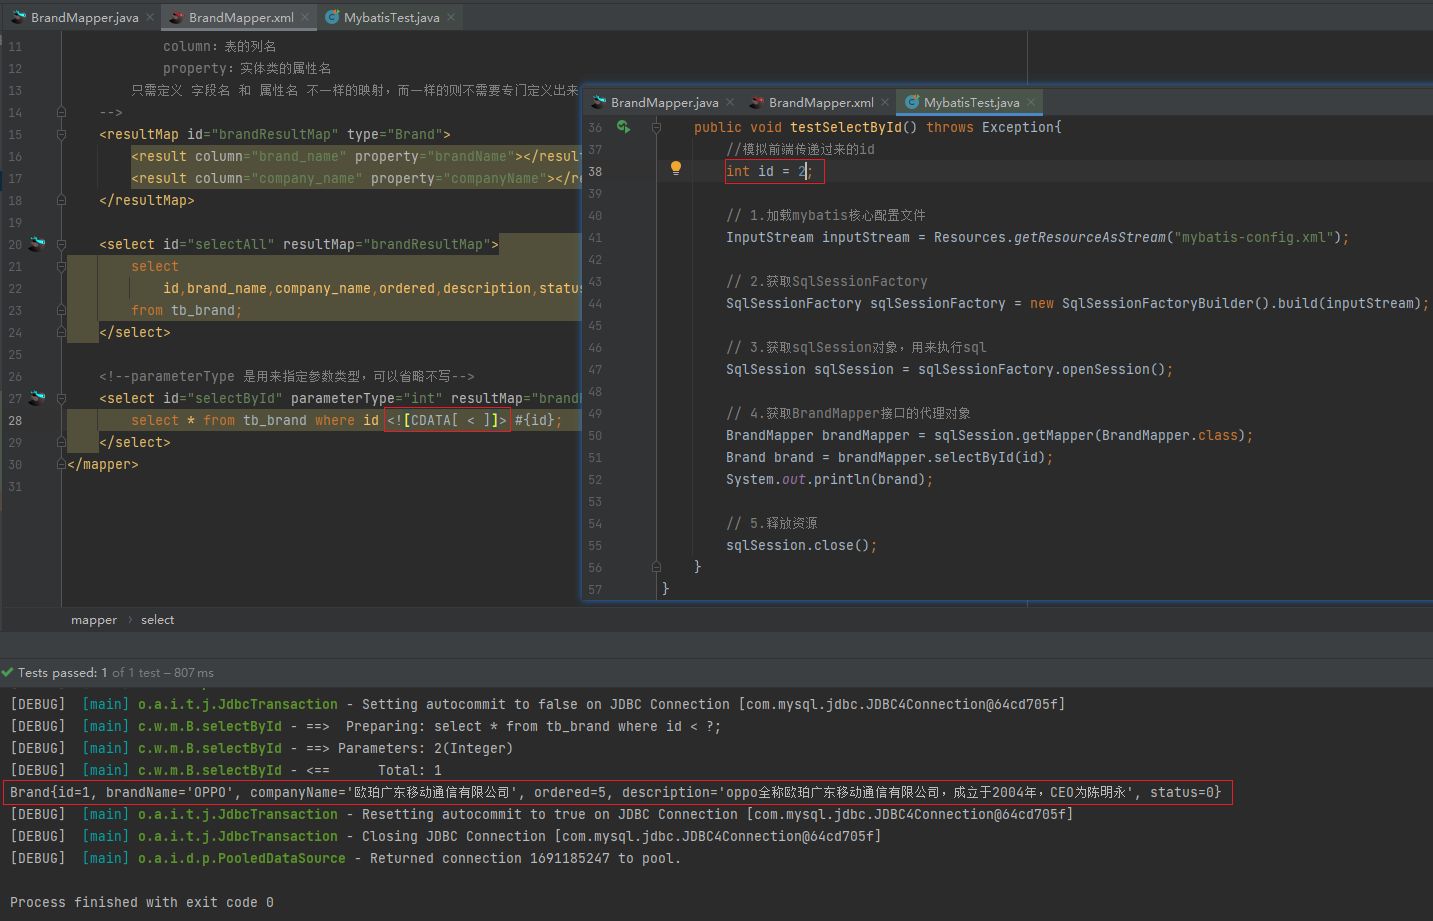 BrandMapper.java × BrandMapper.xml × MybatisTest.java ×
11 column: 表的列名
12 property: 实体类的属性名
13 只需定义 字段名 和 属性名 不一样的映射，而一样的则不需要专门定义出来
14 -->
15 <resultMap id="brandResultMap" type="Brand">
16 <result column="brand_name" property="brandName"></resul
17 <result column="company_name" property="companyName"></re
18 </resultMap>
19
20 <select id="selectAll" resultMap="brandResultMap">
21 select
22 id,brand_name,company_name,ordered,description,status
23 from tb_brand;
24 </select>
25
26 <!--parameterType 是用来指定参数类型，可以省略不写-->
27 <select id="selectById" parameterType="int" resultMap="brandR
28 select * from tb_brand where id <![CDATA[ < ]]> #{id};
29 </select>
30 </mapper>
31
mapper › select
BrandMapper.java × BrandMapper.xml × MybatisTest.java ×
36 public void testSelectById() throws Exception{
37 //模拟前端传递过来的id
38 int id = 2;
39
40 // 1.加载mybatis核心配置文件
41 InputStream inputStream = Resources.getResourceAsStream("mybatis-config.xml");
42
43 // 2.获取SqlSessionFactory
44 SqlSessionFactory sqlSessionFactory = new SqlSessionFactoryBuilder().build(inputStream);
45
46 // 3.获取sqlSession对象，用来执行sql
47 SqlSession sqlSession = sqlSessionFactory.openSession();
48
49 // 4.获取BrandMapper接口的代理对象
50 BrandMapper brandMapper = sqlSession.getMapper(BrandMapper.class);
51 Brand brand = brandMapper.selectById(id);
52 System.out.println(brand);
53
54 // 5.释放资源
55 sqlSession.close();
56 }
57 }
Tests passed: 1 of 1 test – 807 ms
[DEBUG] [main] o.a.i.t.j.JdbcTransaction - Setting autocommit to false on JDBC Connection [com.mysql.jdbc.JDBC4Connection@64cd705f]
[DEBUG] [main] c.w.m.B.selectById - ==> Preparing: select * from tb_brand where id < ?;
[DEBUG] [main] c.w.m.B.selectById - ==> Parameters: 2(Integer)
[DEBUG] [main] c.w.m.B.selectById - <== Total: 1
Brand{id=1, brandName='OPPO', companyName='欧珀广东移动通信有限公司', ordered=5, description='oppo全称欧珀广东移动通信有限公司，成立于2004年，CEO为陈明永', status=0}
[DEBUG] [main] o.a.i.t.j.JdbcTransaction - Resetting autocommit to true on JDBC Connection [com.mysql.jdbc.JDBC4Connection@64cd705f]
[DEBUG] [main] o.a.i.t.j.JdbcTransaction - Closing JDBC Connection [com.mysql.jdbc.JDBC4Connection@64cd705f]
[DEBUG] [main] o.a.i.d.p.PooledDataSource - Returned connection 1691185247 to pool.
Process finished with exit code 0